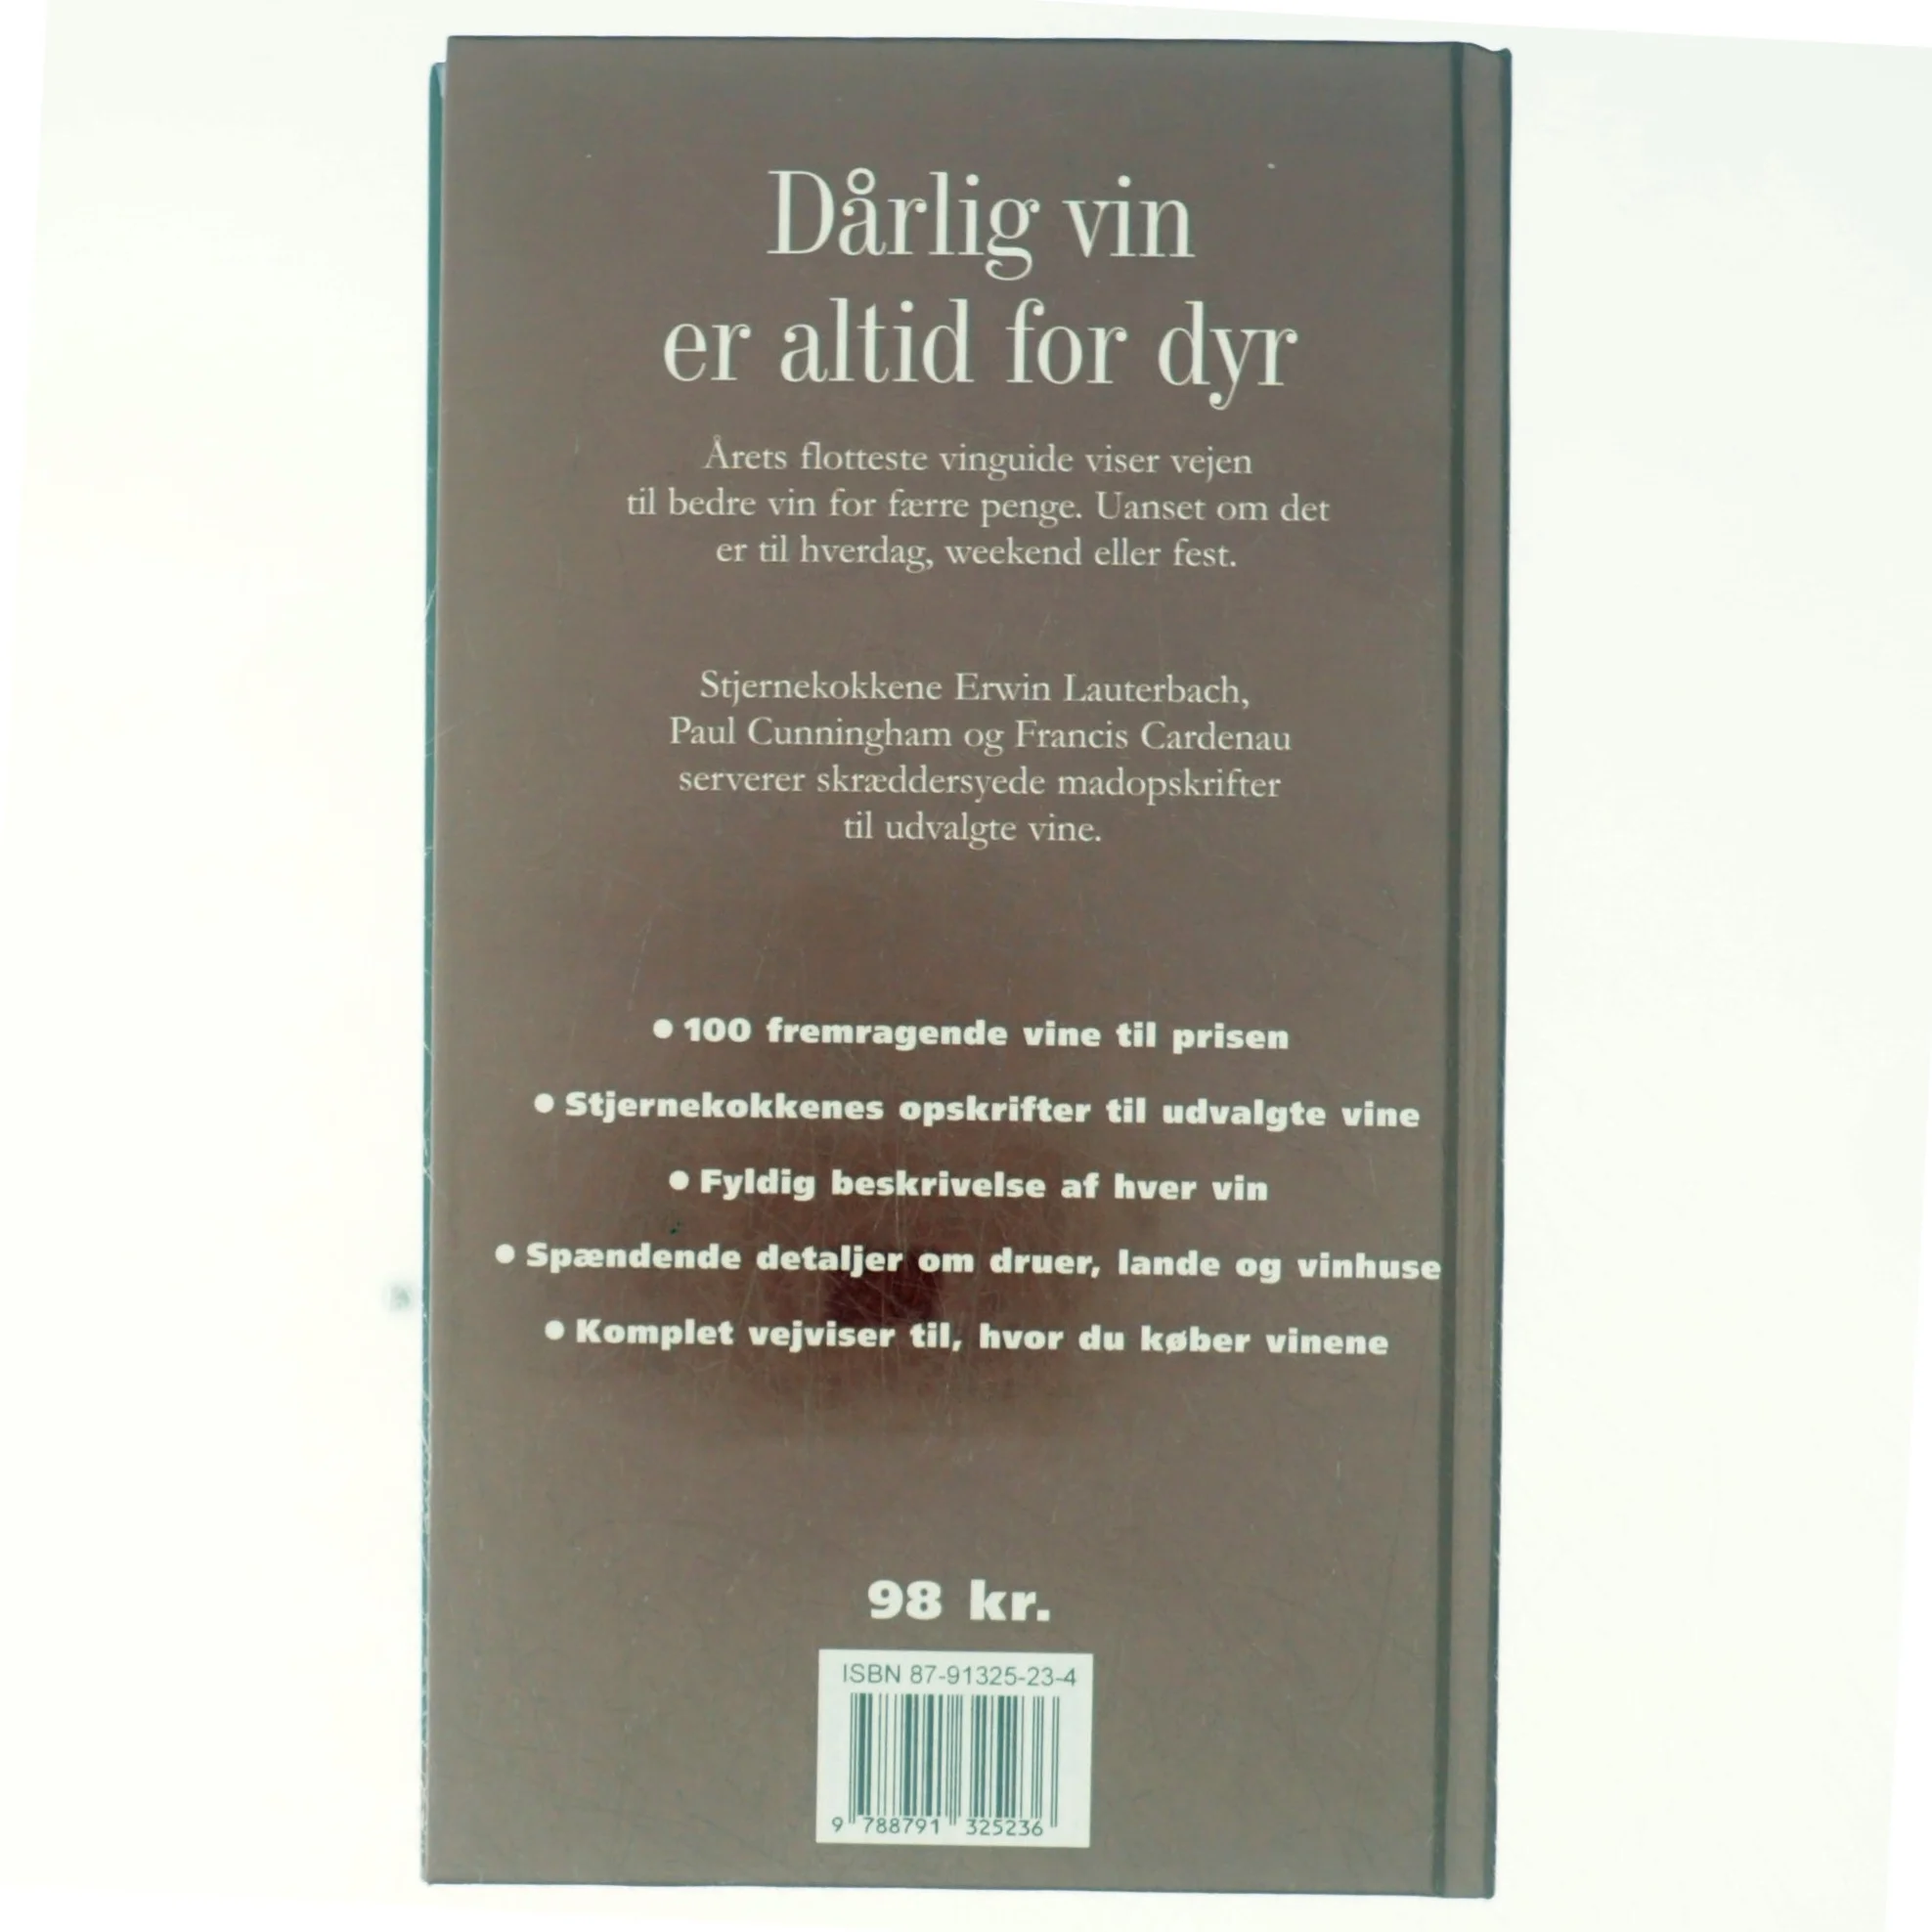 Dårlig vin
er altid for dyr
Årets flotteste vinguide viser vejen
til bedre vin for færre penge. Uanset om det
er til hverdag, weekend eller fest.
Stjernekokkene Erwin Lauterbach,
Paul Cunningham og Francis Cardenau
serverer skræddersyede madopskrifter
til udvalgte vine.
● 100 fremragende vine til prisen
● Stjernekokkenes opskrifter til udvalgte vine
● Fyldig beskrivelse af hver vin
● Spændende detaljer om druer, lande og vinhuse
● Komplet vejviser til, hvor du køber vinene
98 kr.
ISBN 87-91325-23-4
9 788791 325236